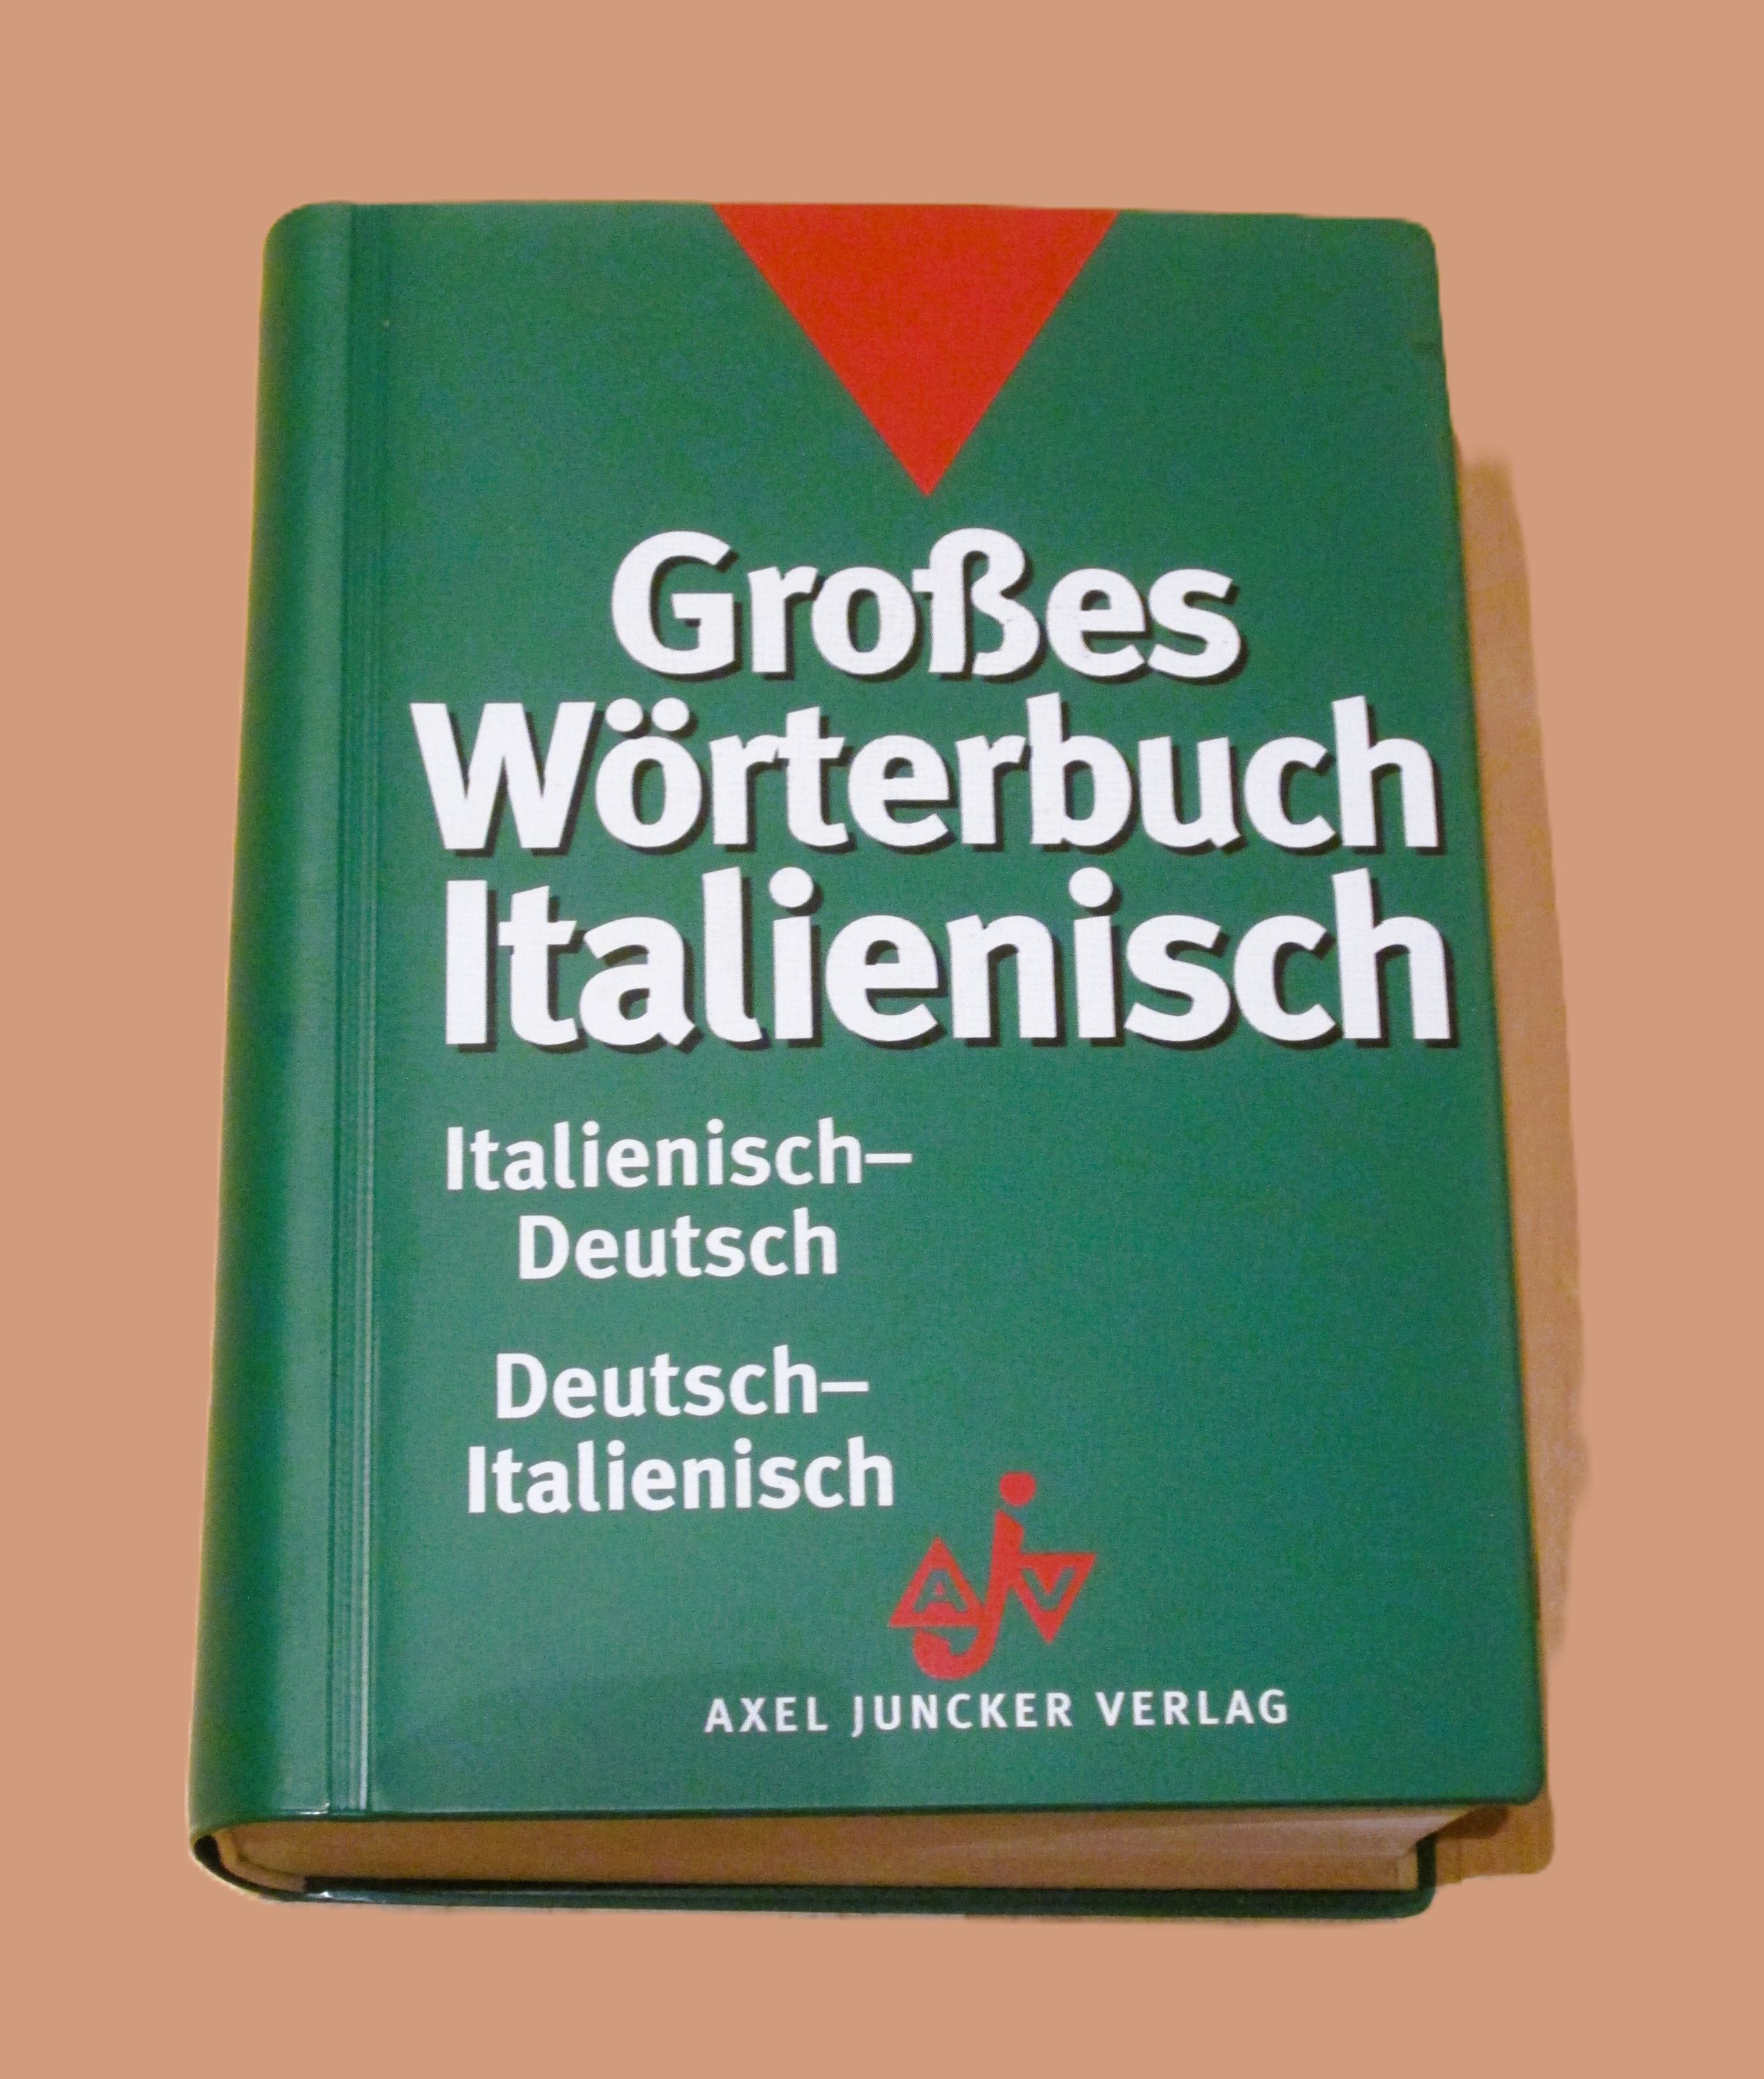 Großes
Wörterbuch
Italienisch
Italienisch–
Deutsch
Deutsch–
Italienisch
AjV
AXEL JUNCKER VERLAG